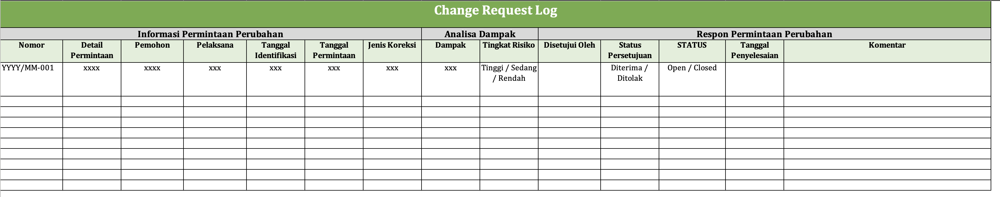 Change Request Log
Informasi Permintaan Perubahan Analisa Dampak Respon Permintaan Perubahan
Nomor Detail Pemohon Pelaksana Tanggal Tanggal Jenis Koreksi Dampak Tingkat Risiko Disetujui Oleh Status STATUS Tanggal Komentar
Permintaan Identifikasi Permintaan Persetujuan Penyelesaian
YYYY/MM-001 xxxx xxxx xxx xxx xxx xxx xxx Tinggi / Sedang Diterima / Open / Closed
/ Rendah Ditolak